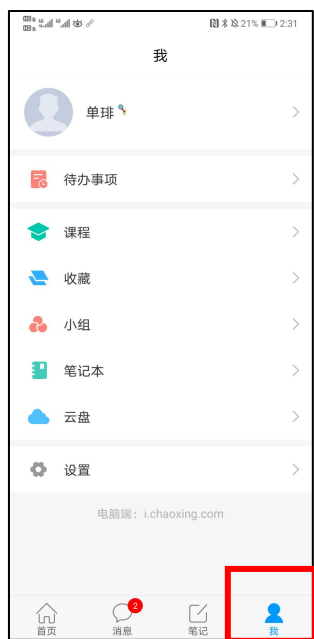 21% 2:31
我
单琲
待办事项
课程
收藏
小组
笔记本
云盘
设置
电脑端：i.chaoxing.com
2
首页 消息 笔记 我